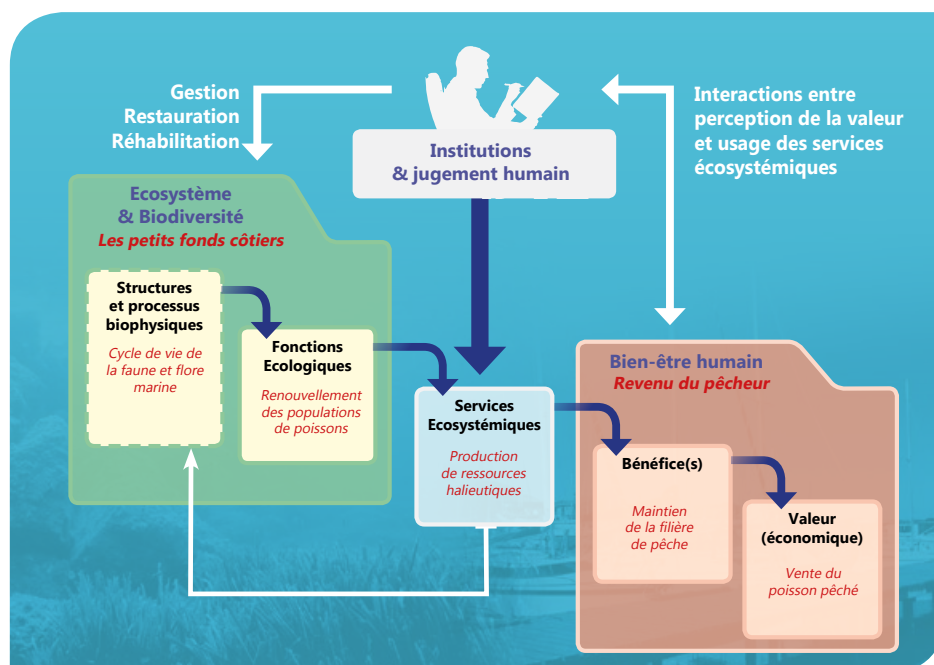 Gestion
Restauration
Réhabilitation
Institutions
& jugement humain
Interactions entre
perception de la valeur
et usage des services
écosystémiques
Ecosystème
& Biodiversité
Les petits fonds côtiers
Structures
et processus
biophysiques
Cycle de vie de
la faune et flore
marine
Fonctions
Ecologiques
Renouvellement
des populations
de poissons
Services
Ecosystémiques
Production
de ressources
halieutiques
Bien-être humain
Revenu du pêcheur
Bénéfice(s)
Maintien
de la filière
de pêche
Valeur
(économique)
Vente du
poisson pêché